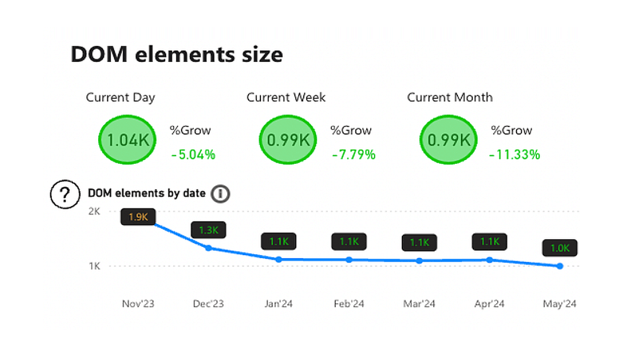 DOM elements size
Current Day Current Week Current Month
1.04K %Grow -5.04% 0.99K %Grow -7.79% 0.99K %Grow -11.33%
? DOM elements by date i
2K
1.9K 1.3K 1.1K 1.1K 1.1K 1.1K 1.0K
1K
Nov'23 Dec'23 Jan'24 Feb'24 Mar'24 Apr'24 May'24